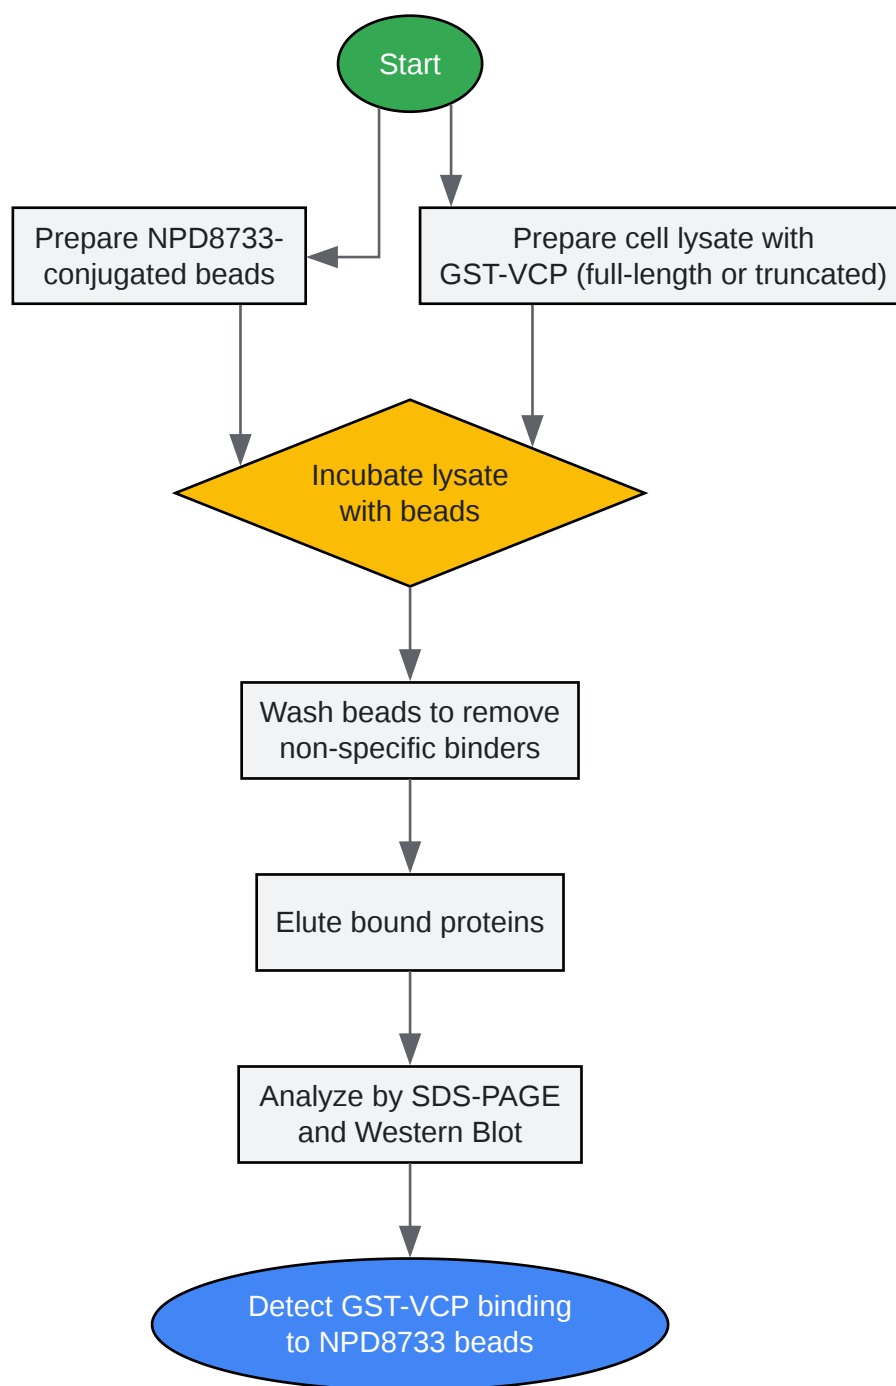 Start
Prepare NPD8733-
conjugated beads
Prepare cell lysate with
GST-VCP (full-length or truncated)
Incubate lysate
with beads
Wash beads to remove
non-specific binders
Elute bound proteins
Analyze by SDS-PAGE
and Western Blot
Detect GST-VCP binding
to NPD8733 beads